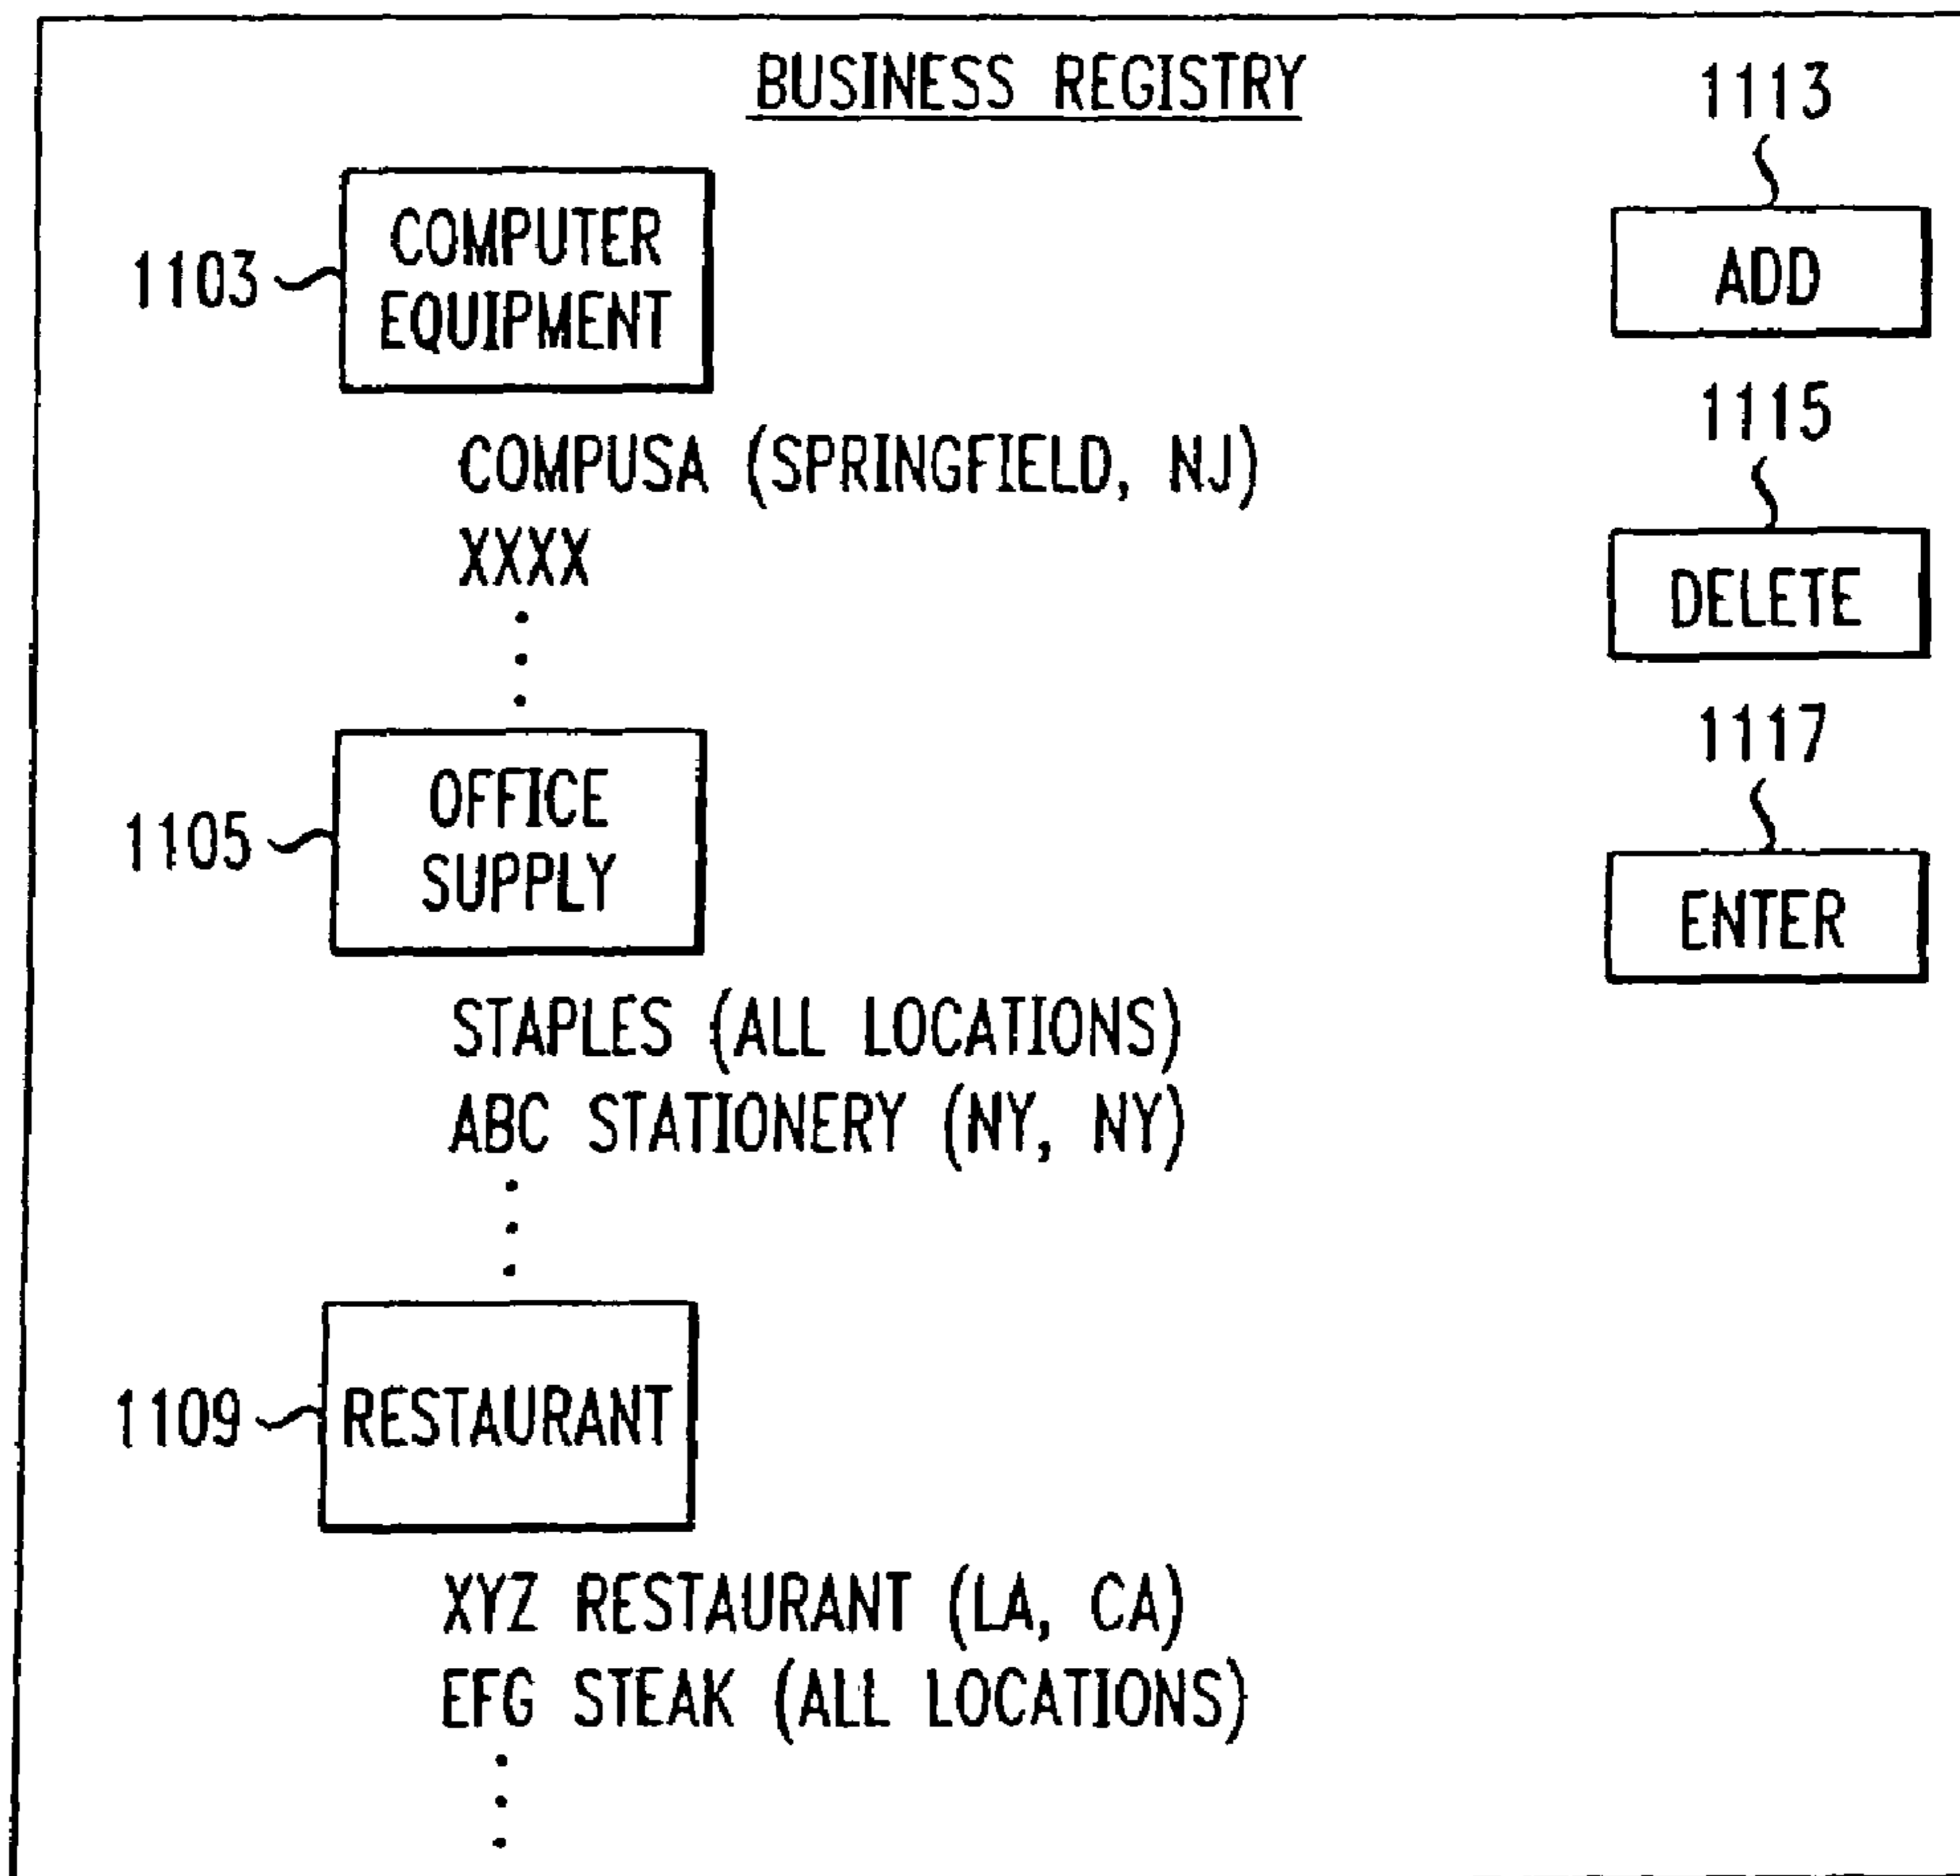 BUSINESS REGISTRY
1103
COMPUTER
EQUIPMENT
COMPUSA (SPRINGFIELD, NJ)
XXXX
1105
OFFICE
SUPPLY
STAPLES (ALL LOCATIONS)
ABC STATIONERY (NY, NY)
1109
RESTAURANT
XYZ RESTAURANT (LA, CA)
EFG STEAK (ALL LOCATIONS)
1113
ADD
1115
DELETE
1117
ENTER